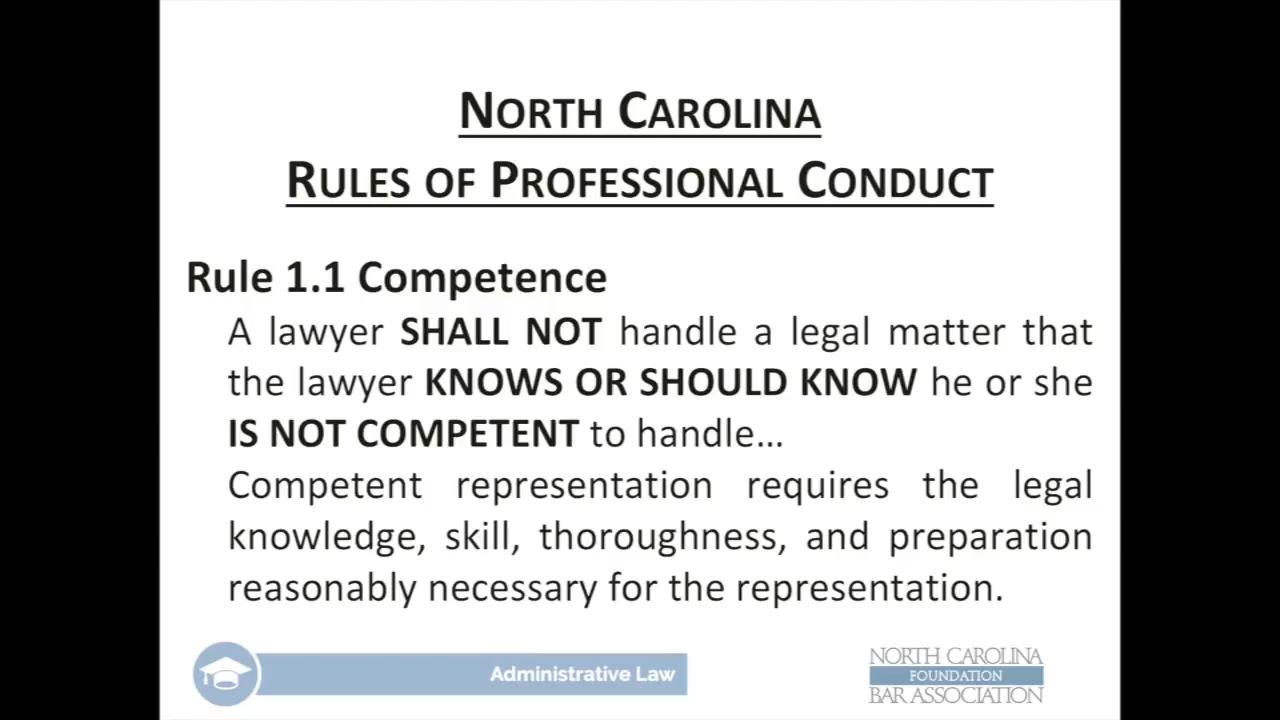 NORTH CAROLINA
RULES OF PROFESSIONAL CONDUCT
Rule 1.1 Competence
A lawyer SHALL NOT handle a legal matter that
the lawyer KNOWS OR SHOULD KNOW he or she
IS NOT COMPETENT to handle…
Competent representation requires the legal
knowledge, skill, thoroughness, and preparation
reasonably necessary for the representation.
Administrative Law
NORTH CAROLINA
FOUNDATION
BAR ASSOCIATION